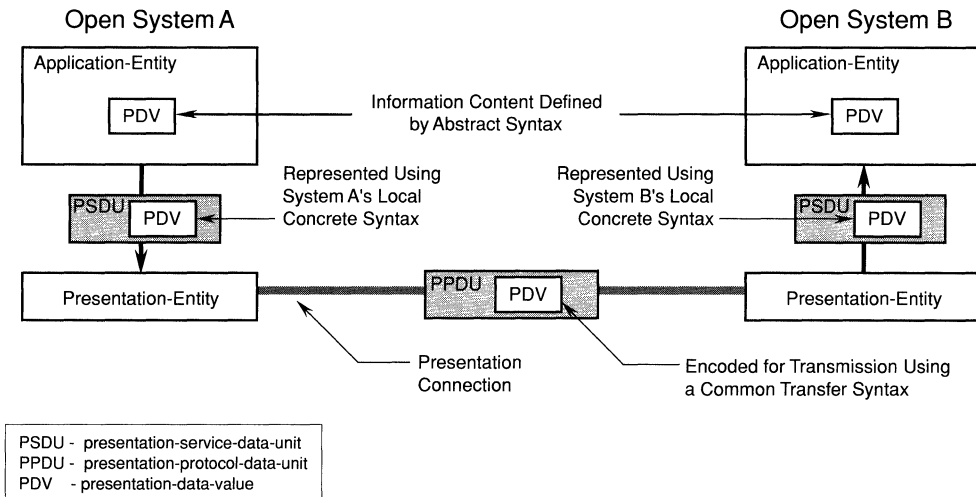 Open System A
Open System B
Application-Entity
Application-Entity
PDV
Information Content Defined
by Abstract Syntax
PDV
Represented Using
System A's Local
Concrete Syntax
Represented Using
System B's Local
Concrete Syntax
PSDU
PDV
PSDU
PDV
Presentation-Entity
PPDU
PDV
Presentation-Entity
Presentation
Connection
Encoded for Transmission Using
a Common Transfer Syntax
PSDU - presentation-service-data-unit
PPDU - presentation-protocol-data-unit
PDV - presentation-data-value